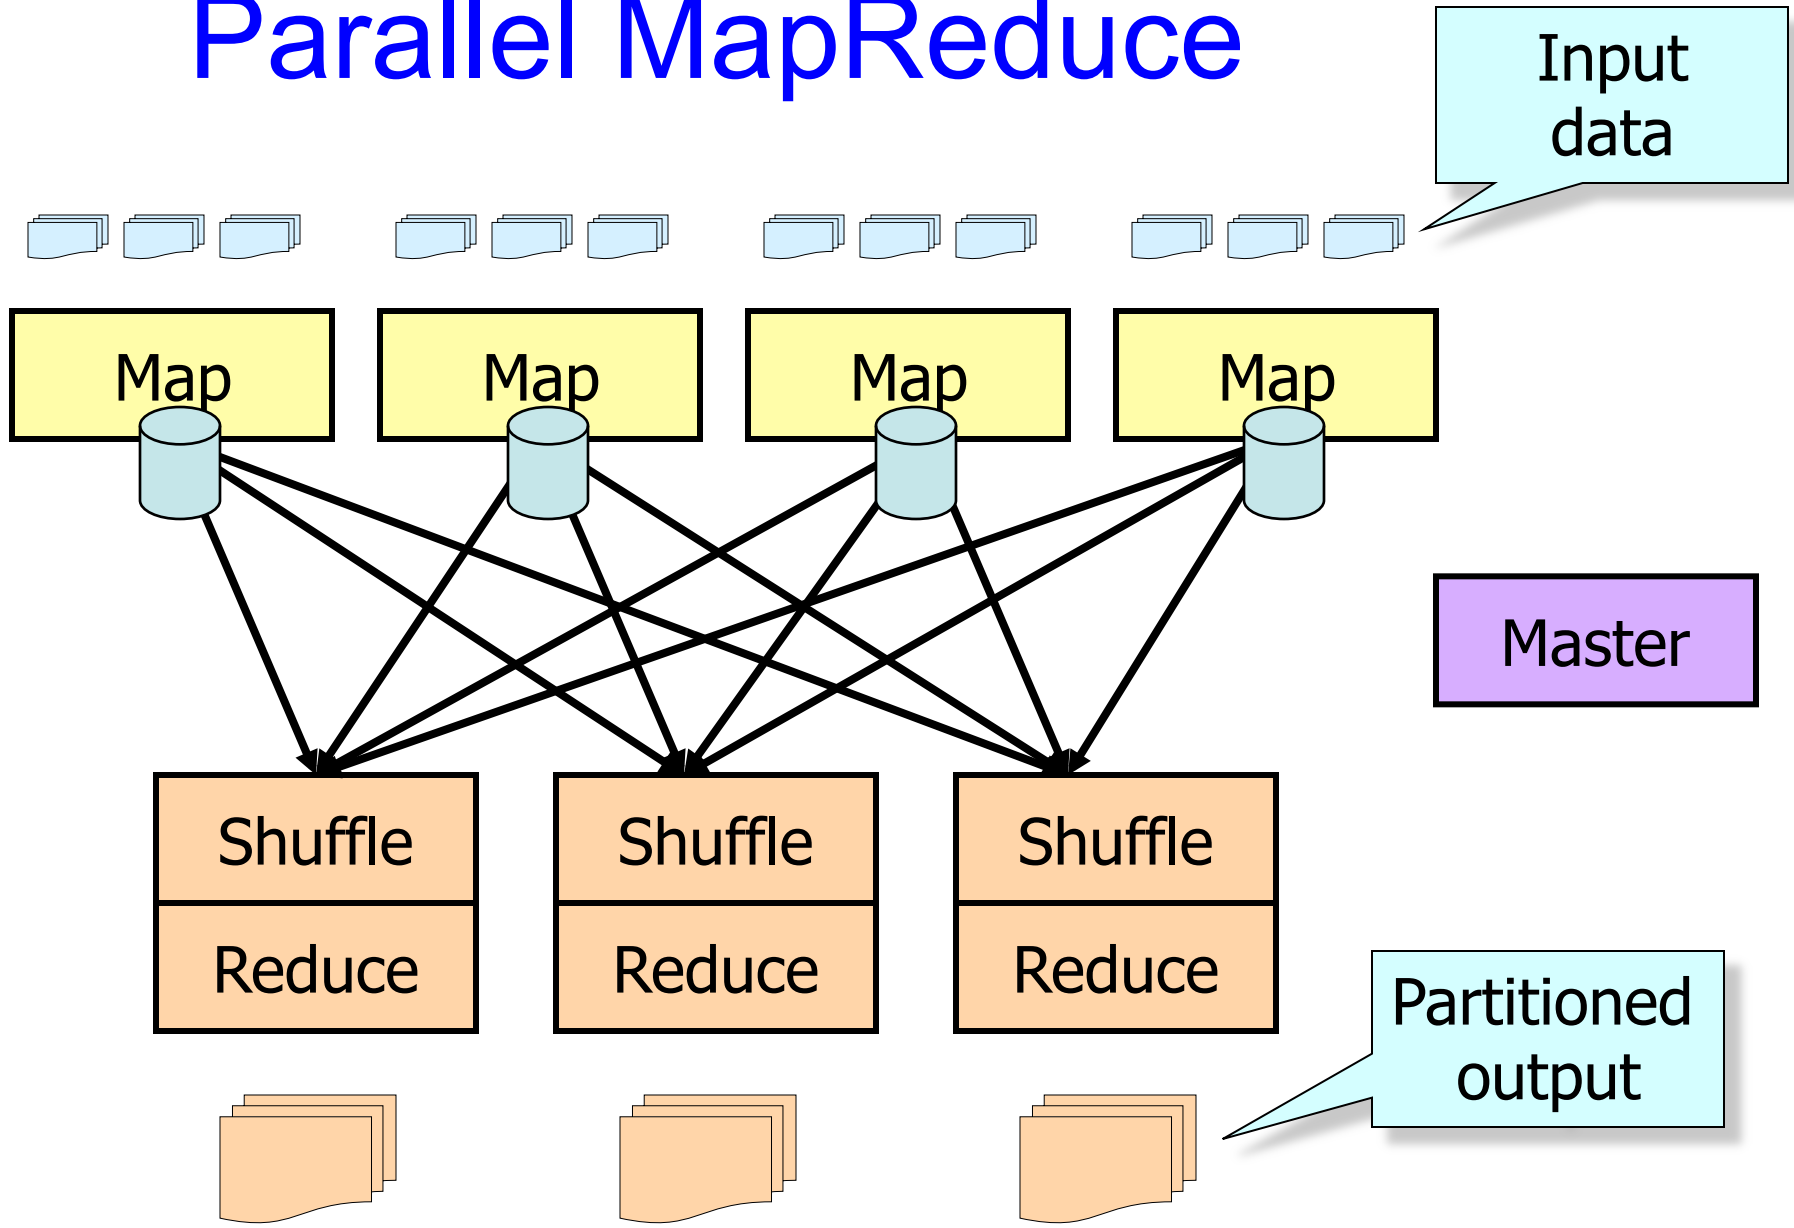 Parallel MapReduce
Input
data
Map
Map
Map
Map
Master
Shuffle
Shuffle
Shuffle
Reduce
Reduce
Reduce
Partitioned
output